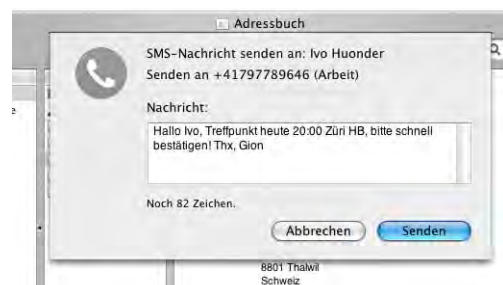 Adressbuch
SMS-Nachricht senden an: Ivo Huonder
Senden an +41797789646 (Arbeit)
Nachricht:
Hallo Ivo, Treffpunkt heute 20:00 Züri HB, bitte schnell
bestätigen! Thx, Gion
Noch 82 Zeichen.
Abbrechen Senden
8801 Thalwil
Schweiz